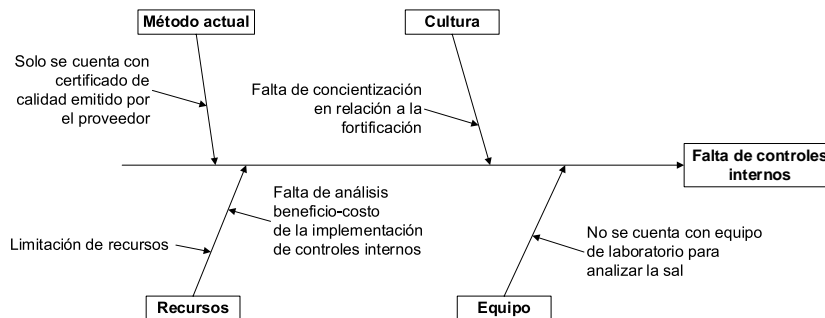 Método actual
Cultura
Solo se cuenta con
certificado de
calidad emitido por
el proveedor
Falta de concientización
en relación a la
fortificación
Falta de controles
internos
Falta de análisis
beneficio-costo
de la implementación
de controles internos
Limitación de recursos
No se cuenta con equipo
de laboratorio para
analizar la sal
Recursos
Equipo